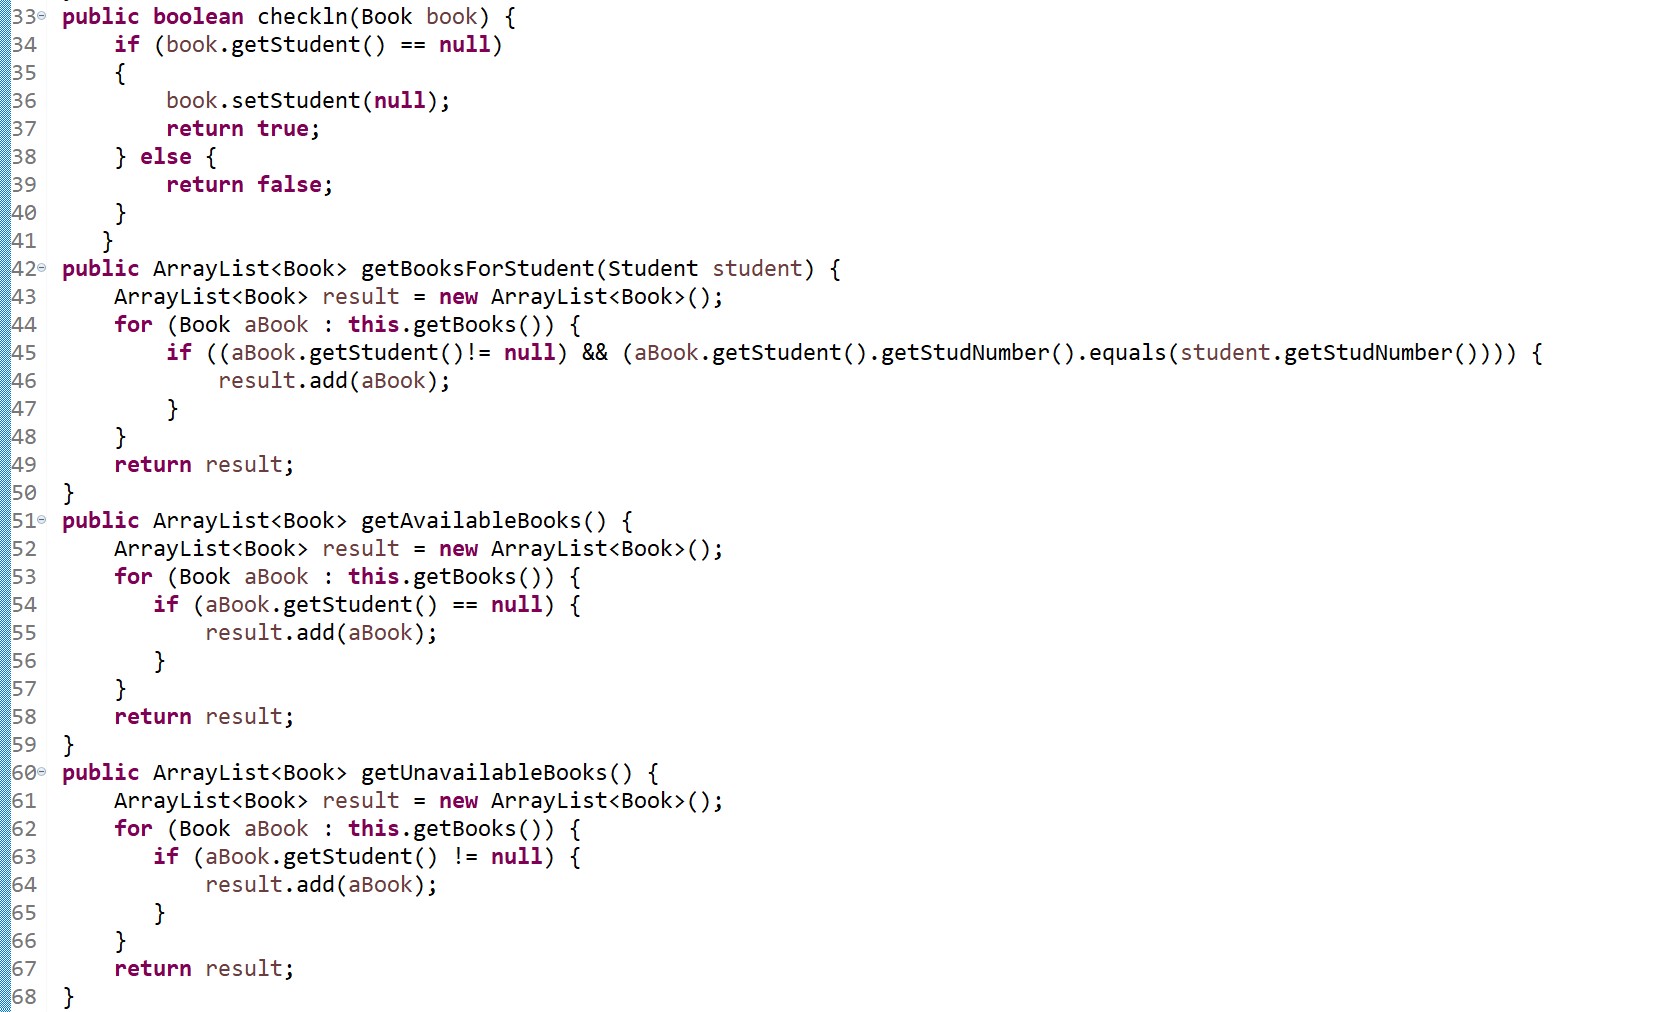 33 public boolean checkln(Book book) {
34 if (book.getStudent() == null)
35 {
36 book.setStudent(null);
37 return true;
38 } else {
39 return false;
40 }
41 }
42 public ArrayList<Book> getBooksForStudent(Student student) {
43 ArrayList<Book> result = new ArrayList<Book>();
44 for (Book aBook : this.getBooks()) {
45 if ((aBook.getStudent()!= null) && (aBook.getStudent().getStudNumber().equals(student.getStudNumber()))) {
46 result.add(aBook);
47 }
48 }
49 return result;
50 }
51 public ArrayList<Book> getAvailableBooks() {
52 ArrayList<Book> result = new ArrayList<Book>();
53 for (Book aBook : this.getBooks()) {
54 if (aBook.getStudent() == null) {
55 result.add(aBook);
56 }
57 }
58 return result;
59 }
60 public ArrayList<Book> getUnavailableBooks() {
61 ArrayList<Book> result = new ArrayList<Book>();
62 for (Book aBook : this.getBooks()) {
63 if (aBook.getStudent() != null) {
64 result.add(aBook);
65 }
66 }
67 return result;
68 }